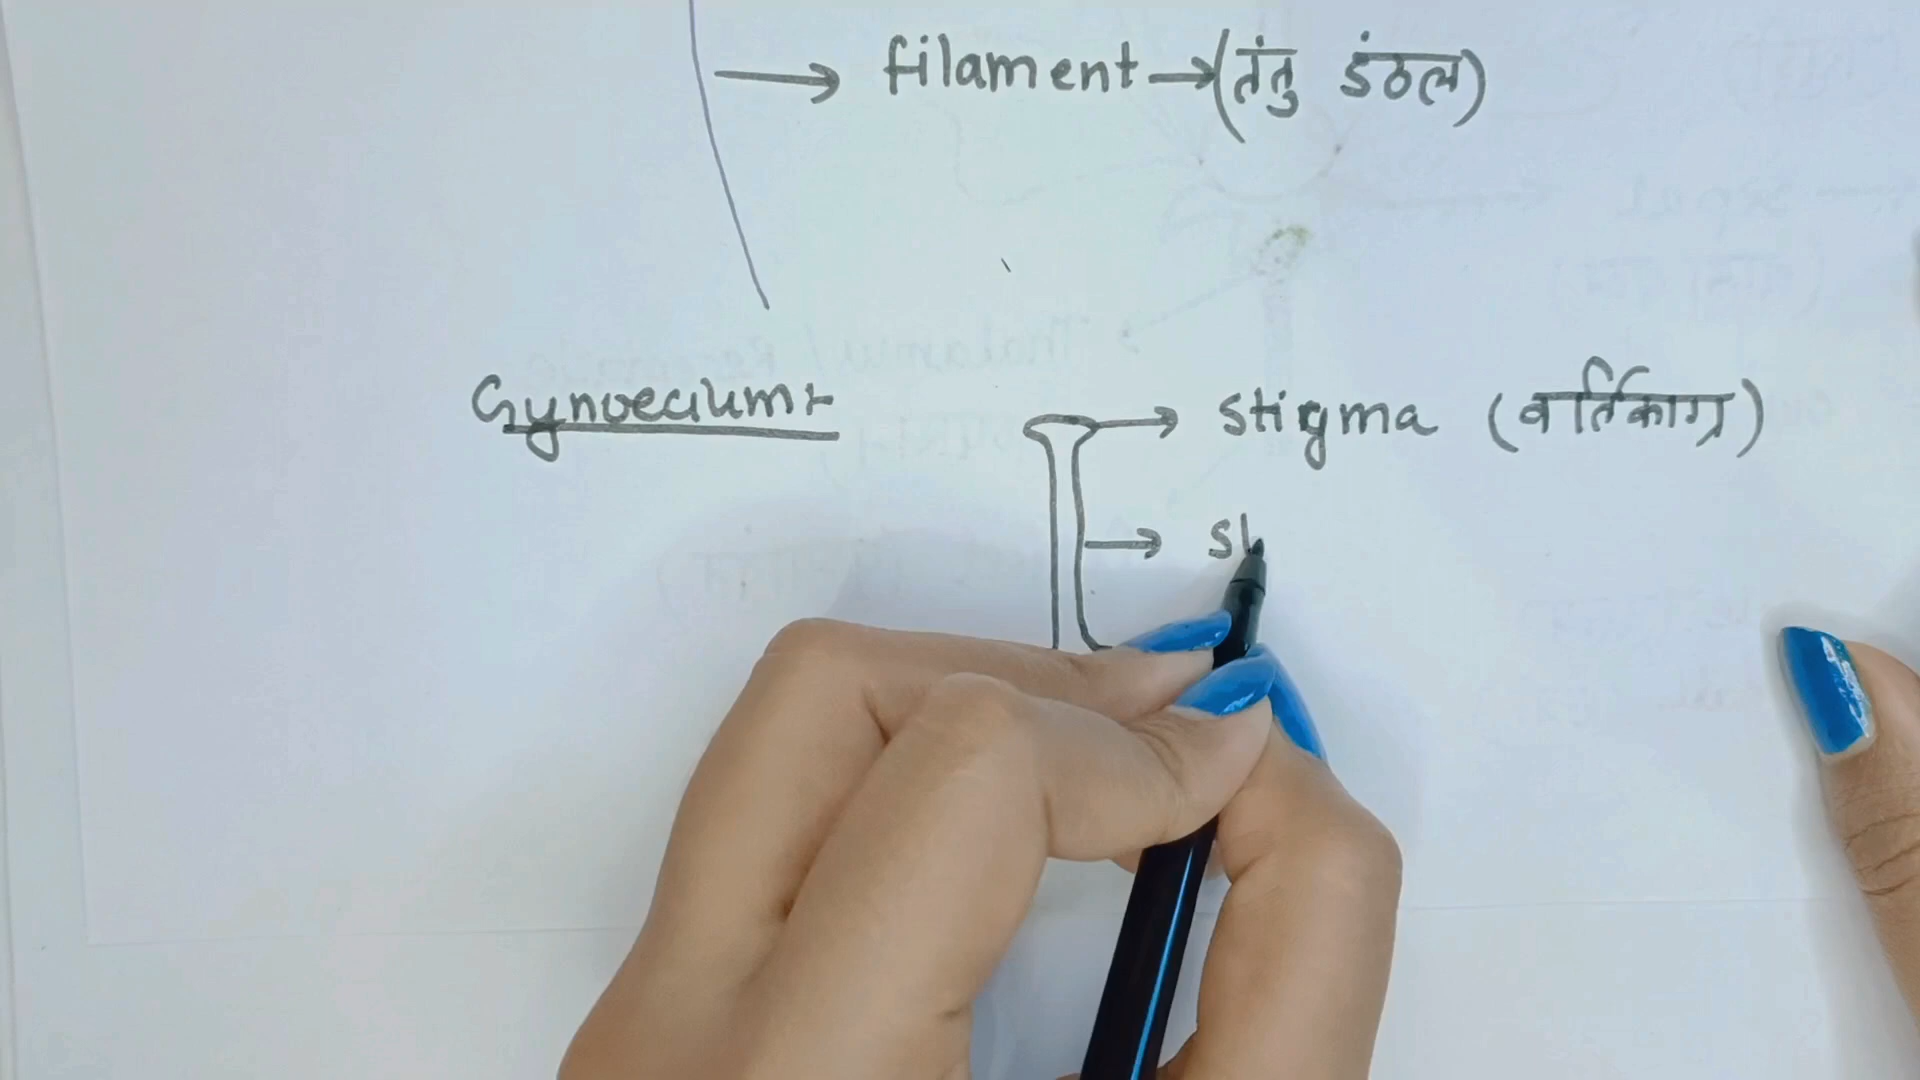 filament → (तंतु डंठल)
Gynoecium :-
→ stigma (वर्तिकाग्र)
→ st